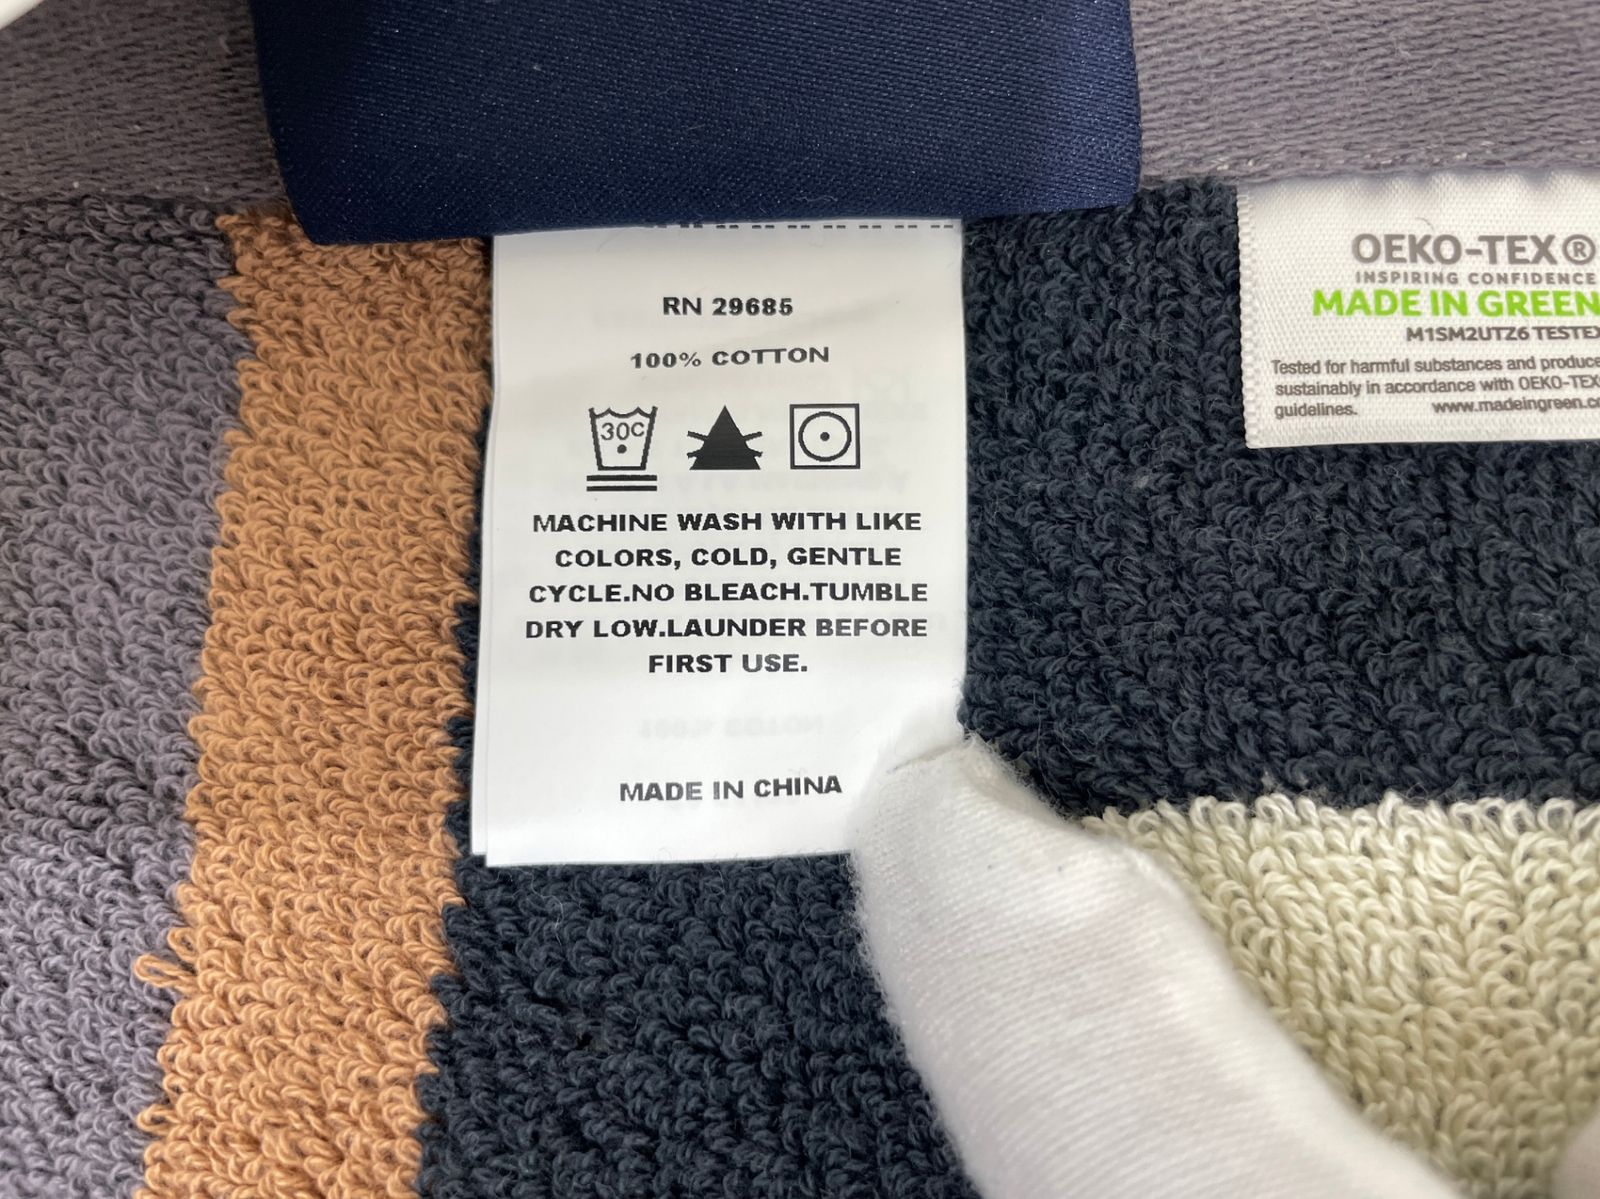 RN 29685
100% COTTON
30C
MACHINE WASH WITH LIKE
COLORS, COLD, GENTLE
CYCLE.NO BLEACH.TUMBLE
DRY LOW.LAUNDER BEFORE
FIRST USE.
MADE IN CHINA
OEKO-TEX®
INSPIRING CONFIDENCE
MADE IN GREEN
M1SM2UTZ6 TESTEX
Tested for harmful substances and produce
sustainably in accordance with OEKO-TEX
guidelines.
www.madeingreen.co